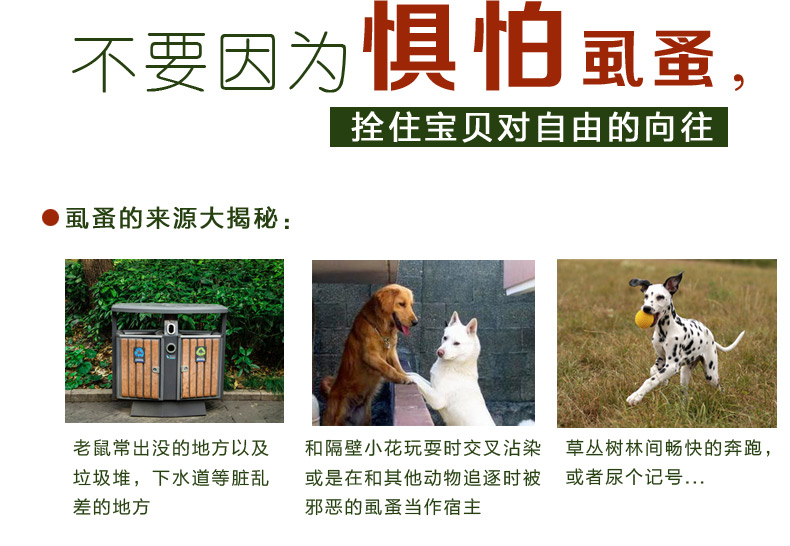 不要因为惧怕虱蚤，
拴住宝贝对自由的向往
虱蚤的来源大揭秘：
老鼠常出没的地方以及
垃圾堆，下水道等脏乱
差的地方
和隔壁小花玩耍时交叉沾染
或是在和其他动物追逐时被
邪恶的虱蚤当作宿主
草丛树林间畅快的奔跑，
或者尿个记号...